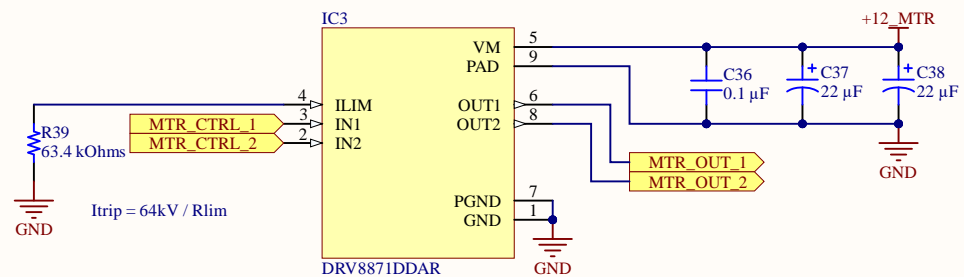 IC3
+12_MTR
VM 5
PAD 9
C36
0.1 µF
+ C37
22 µF
+ C38
22 µF
4 ILIM
OUT1 6
R39
63.4 kOhms
MTR_CTRL_1 3 IN1
OUT2 8
MTR_CTRL_2 2 IN2
GND
MTR_OUT_1
MTR_OUT_2
PGND 7
GND 1
GND
Itrip = 64kV / Rlim
GND
DRV8871DDAR